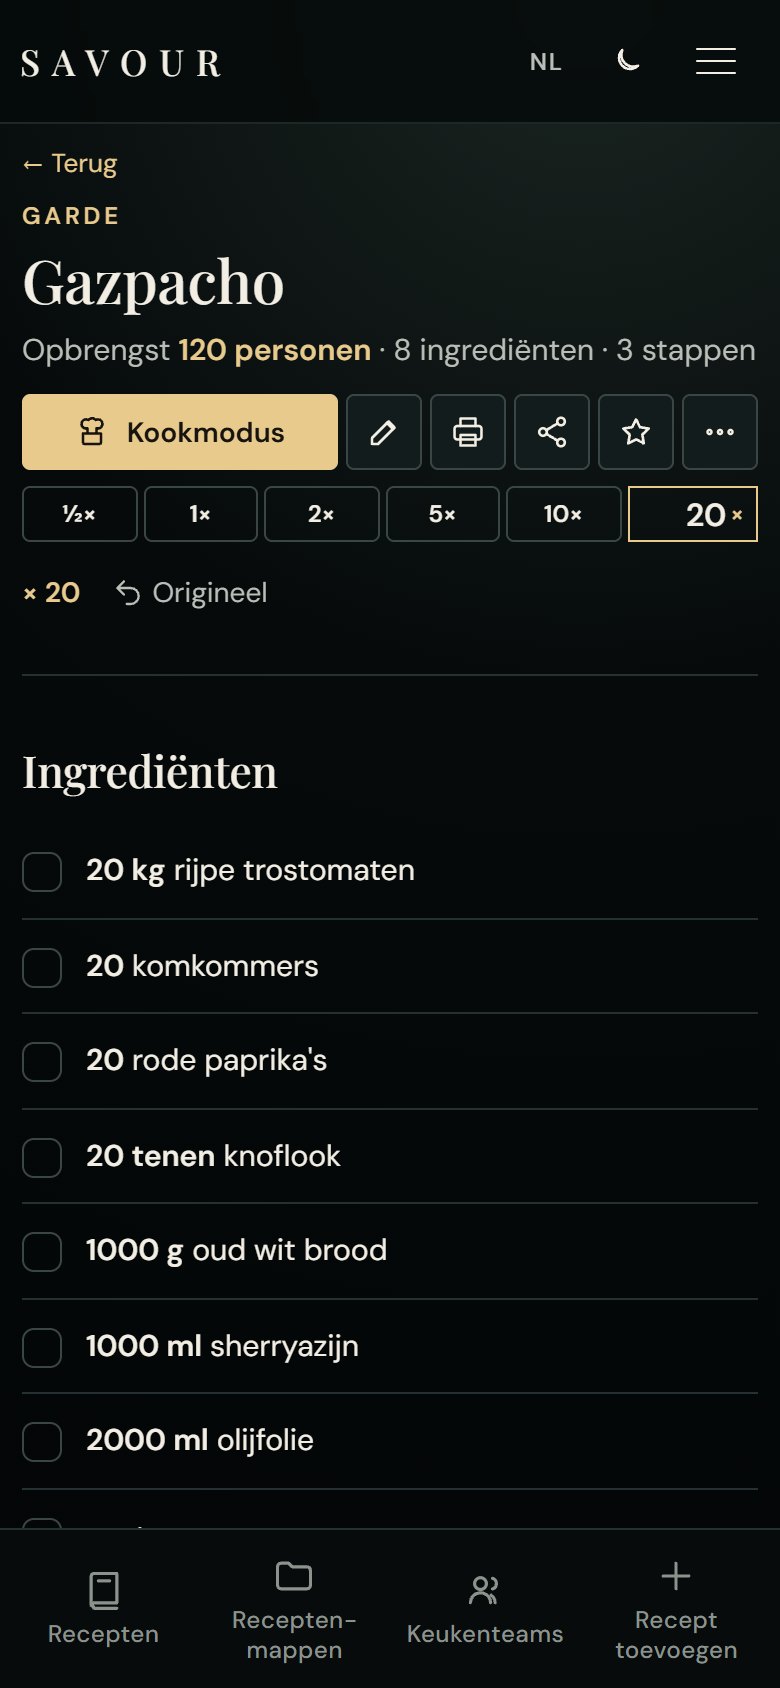 SAVOUR
NL
← Terug
GARDE
Gazpacho
Opbrengst 120 personen · 8 ingrediënten · 3 stappen
Kookmodus
½×
1×
2×
5×
10×
20 ×
× 20
Origineel
Ingrediënten
20 kg rijpe trostomaten
20 komkommers
20 rode paprika's
20 tenen knoflook
1000 g oud wit brood
1000 ml sherryazijn
2000 ml olijfolie
Recepten
Recepten-
mappen
Keukenteams
Recept
toevoegen